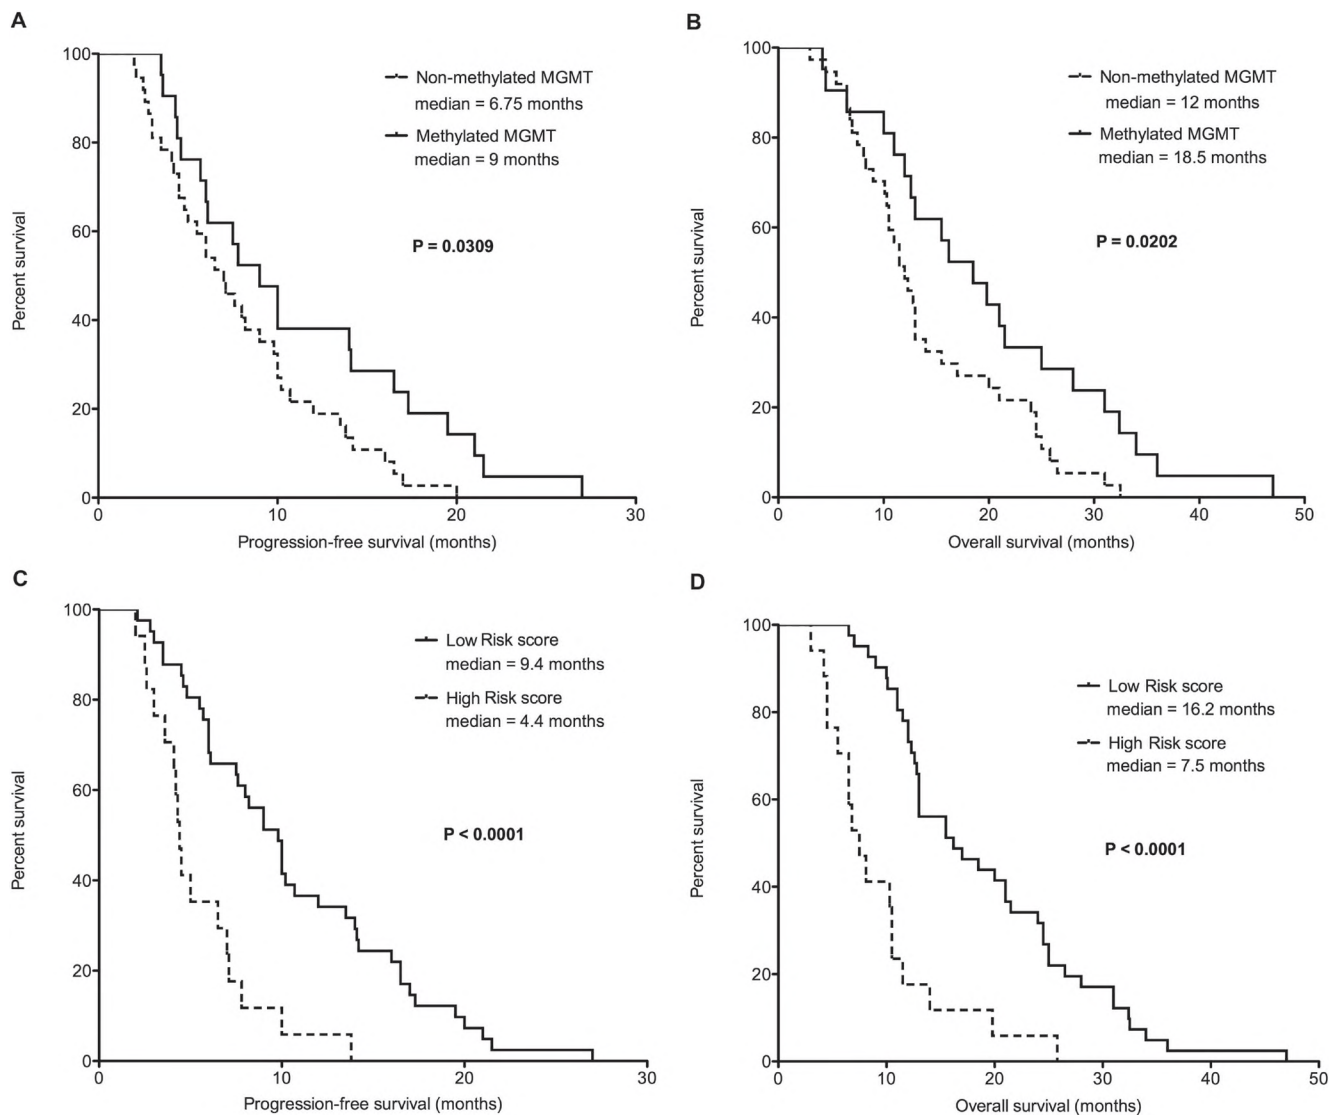 A
100
80
60
40
20
0
0 10 20 30
Percent survival
Progression-free survival (months)
Non-methylated MGMT
median = 6.75 months
Methylated MGMT
median = 9 months
P = 0.0309
B
100
80
60
40
20
0
0 10 20 30 40 50
Percent survival
Overall survival (months)
Non-methylated MGMT
median = 12 months
Methylated MGMT
median = 18.5 months
P = 0.0202
C
100
80
60
40
20
0
0 10 20 30
Percent survival
Progression-free survival (months)
Low Risk score
median = 9.4 months
High Risk score
median = 4.4 months
P < 0.0001
D
100
80
60
40
20
0
0 10 20 30 40 50
Percent survival
Overall survival (months)
Low Risk score
median = 16.2 months
High Risk score
median = 7.5 months
P < 0.0001